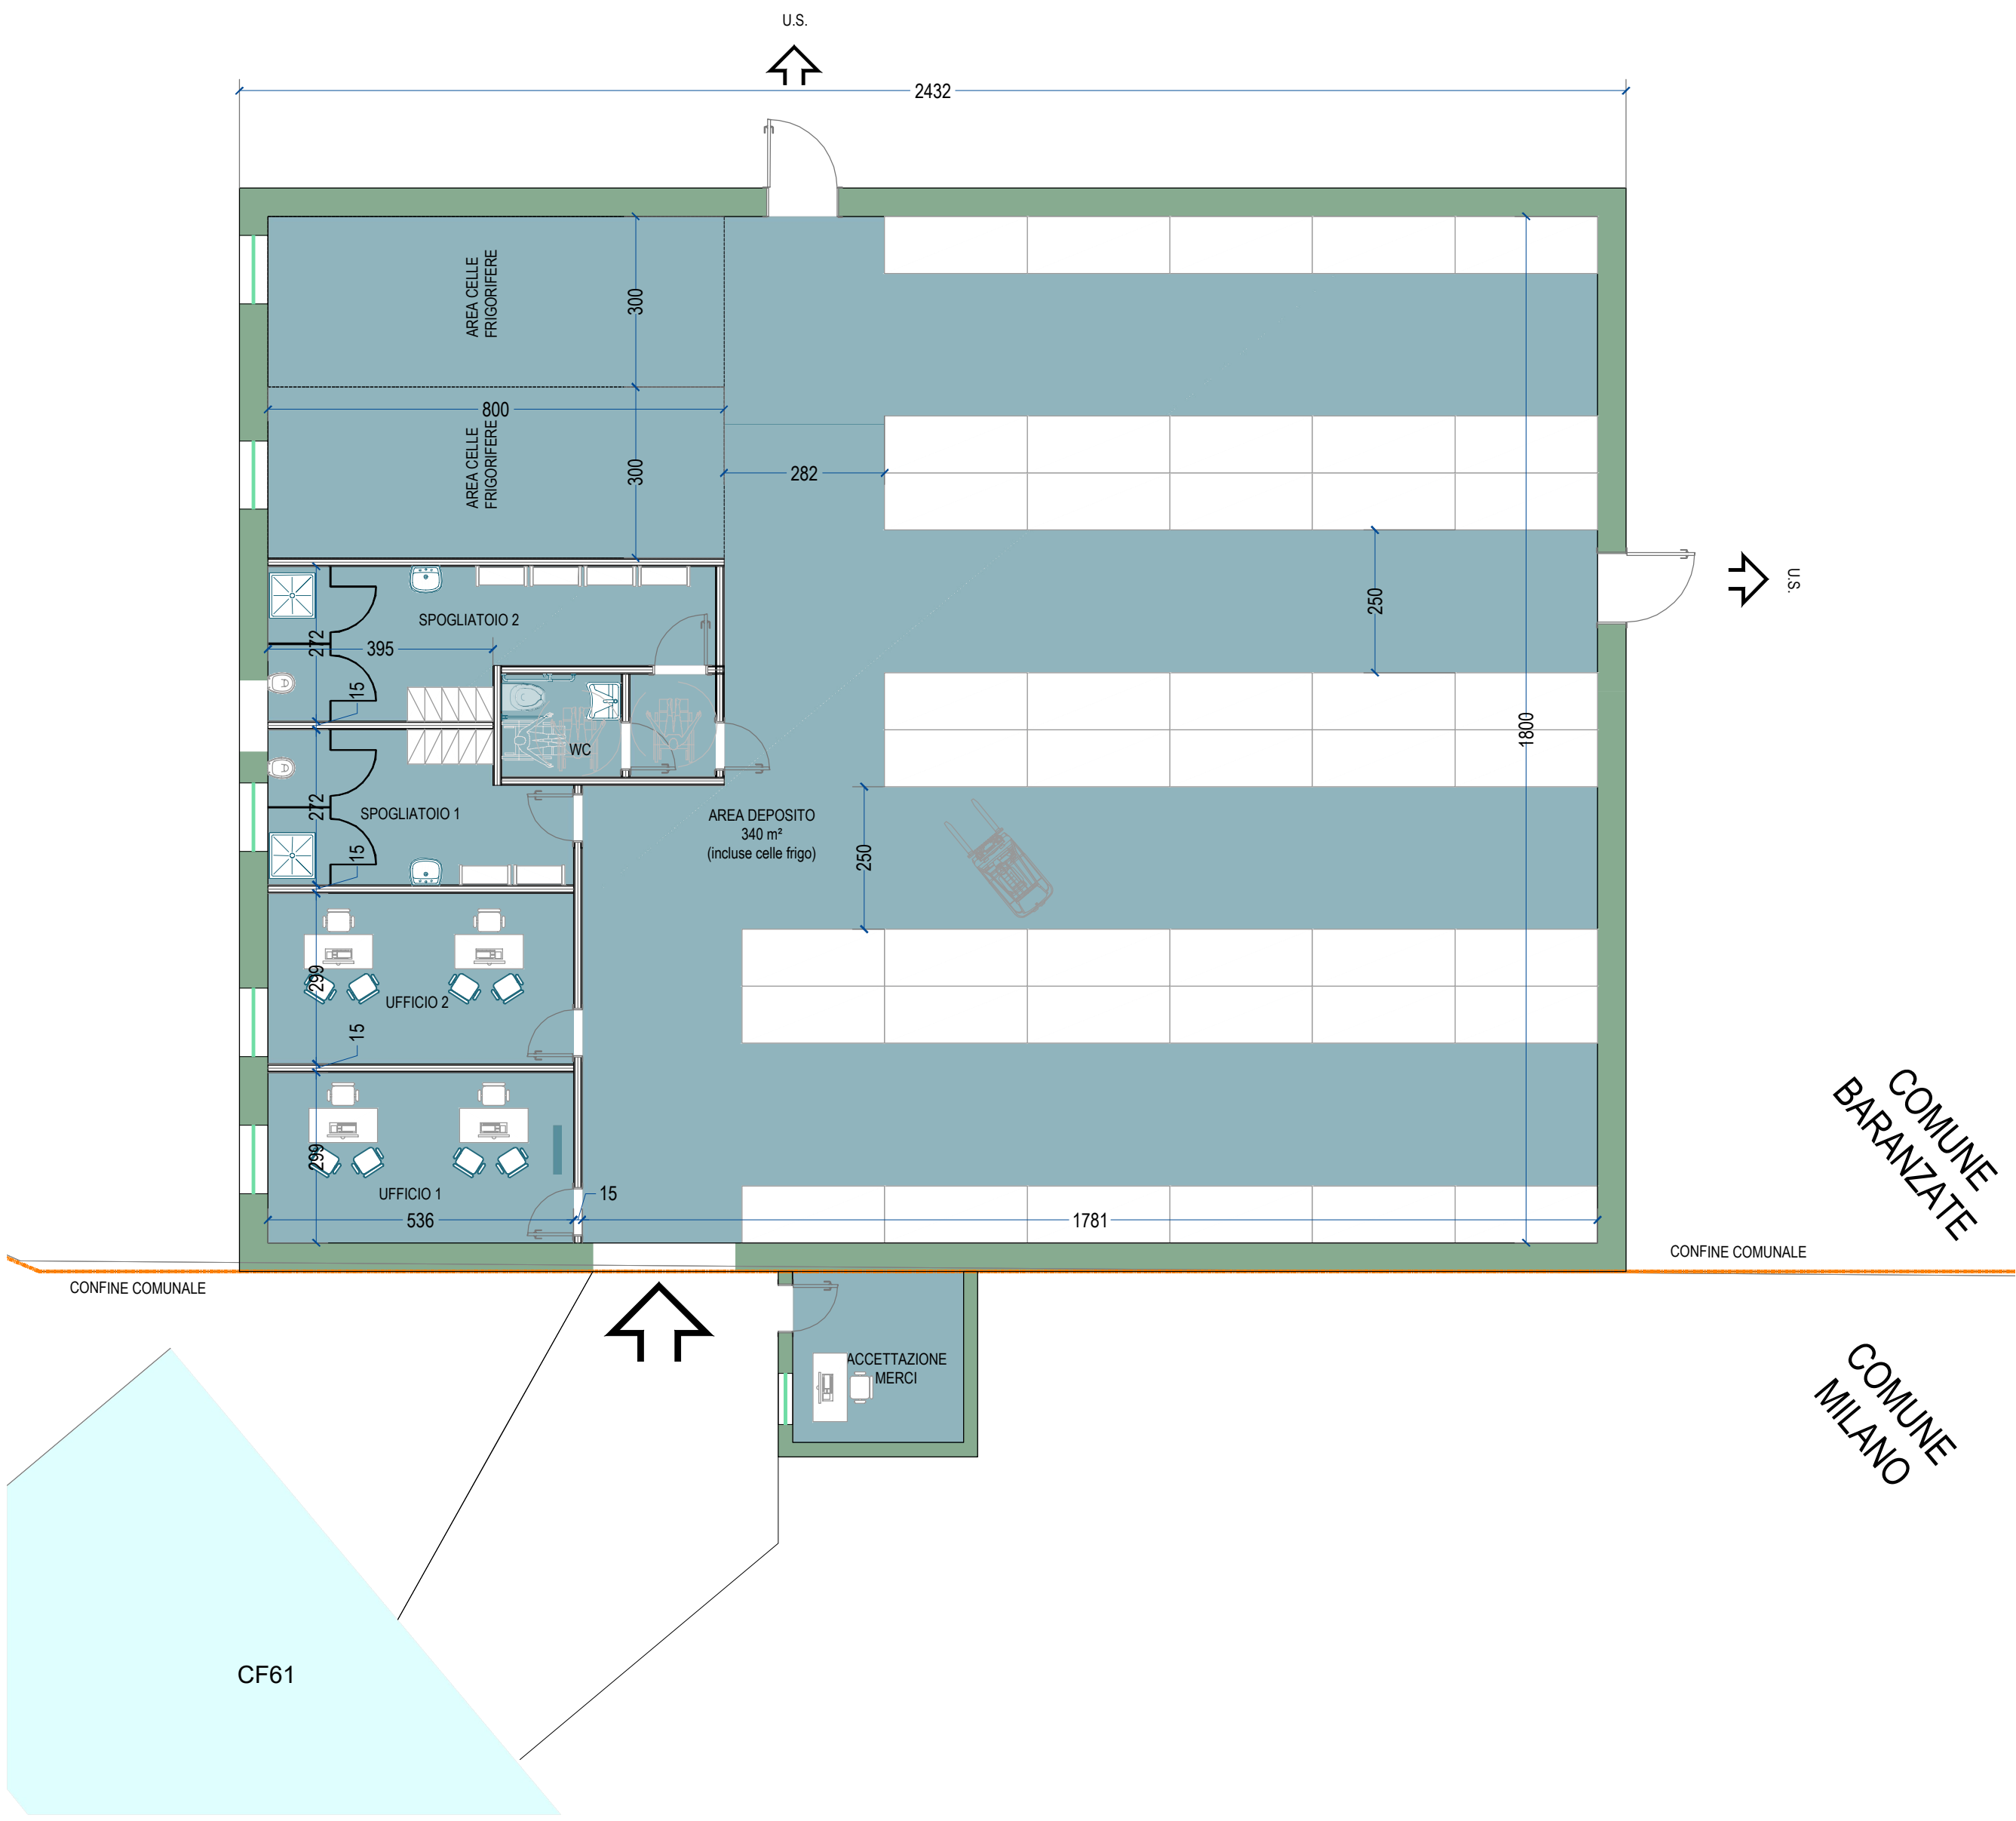 U.S.
2432
AREA CELLE
FRIGORIFERE
300
800
AREA CELLE
FRIGORIFERE
300
282
U.S.
SPOGLIATOIO 2
272
395
15
250
WC
1800
272
SPOGLIATOIO 1
15
AREA DEPOSITO
340 m²
(incluse celle frigo)
250
299
UFFICIO 2
15
299
UFFICIO 1
15
536
1781
COMUNE
BARANZATE
CONFINE COMUNALE
CONFINE COMUNALE
ACCETTAZIONE
MERCI
COMUNE
MILANO
CF61